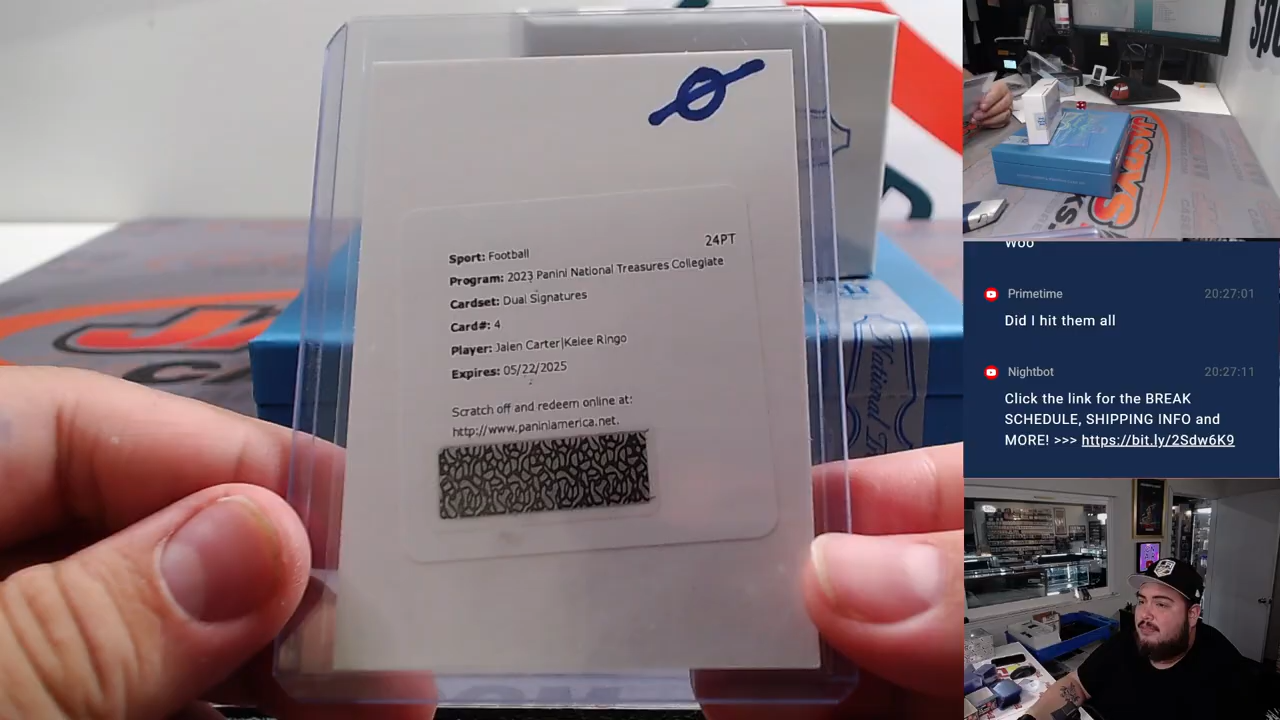 24PT
Sport: Football
Program: 2023 Panini National Treasures Collegiate
Cardset: Dual Signatures
Card#: 4
Player: Jalen Carter|Kelee Ringo
Expires: 05/22/2025
Scratch off and redeem online at:
http://www.paniniamerica.net.
National
JASPYS
Woo
Primetime 20:27:01
Did I hit them all
Nightbot 20:27:11
Click the link for the BREAK
SCHEDULE, SHIPPING INFO and
MORE! >>> https://bit.ly/2Sdw6K9